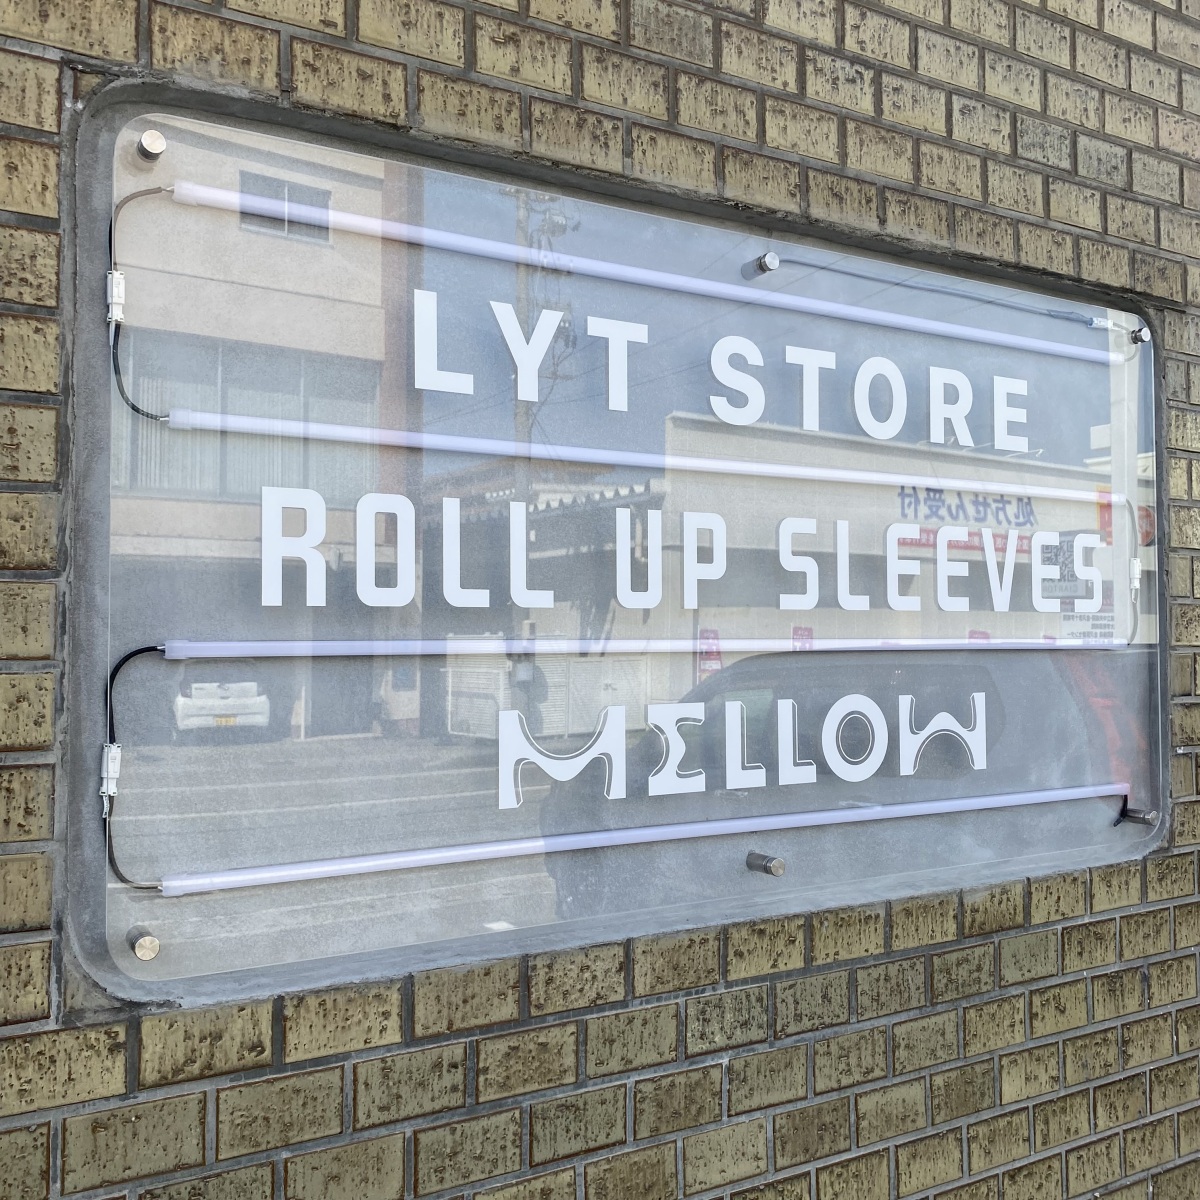 LYT STORE
ROLL UP SLEEVES
MELLOW
処方せん受付